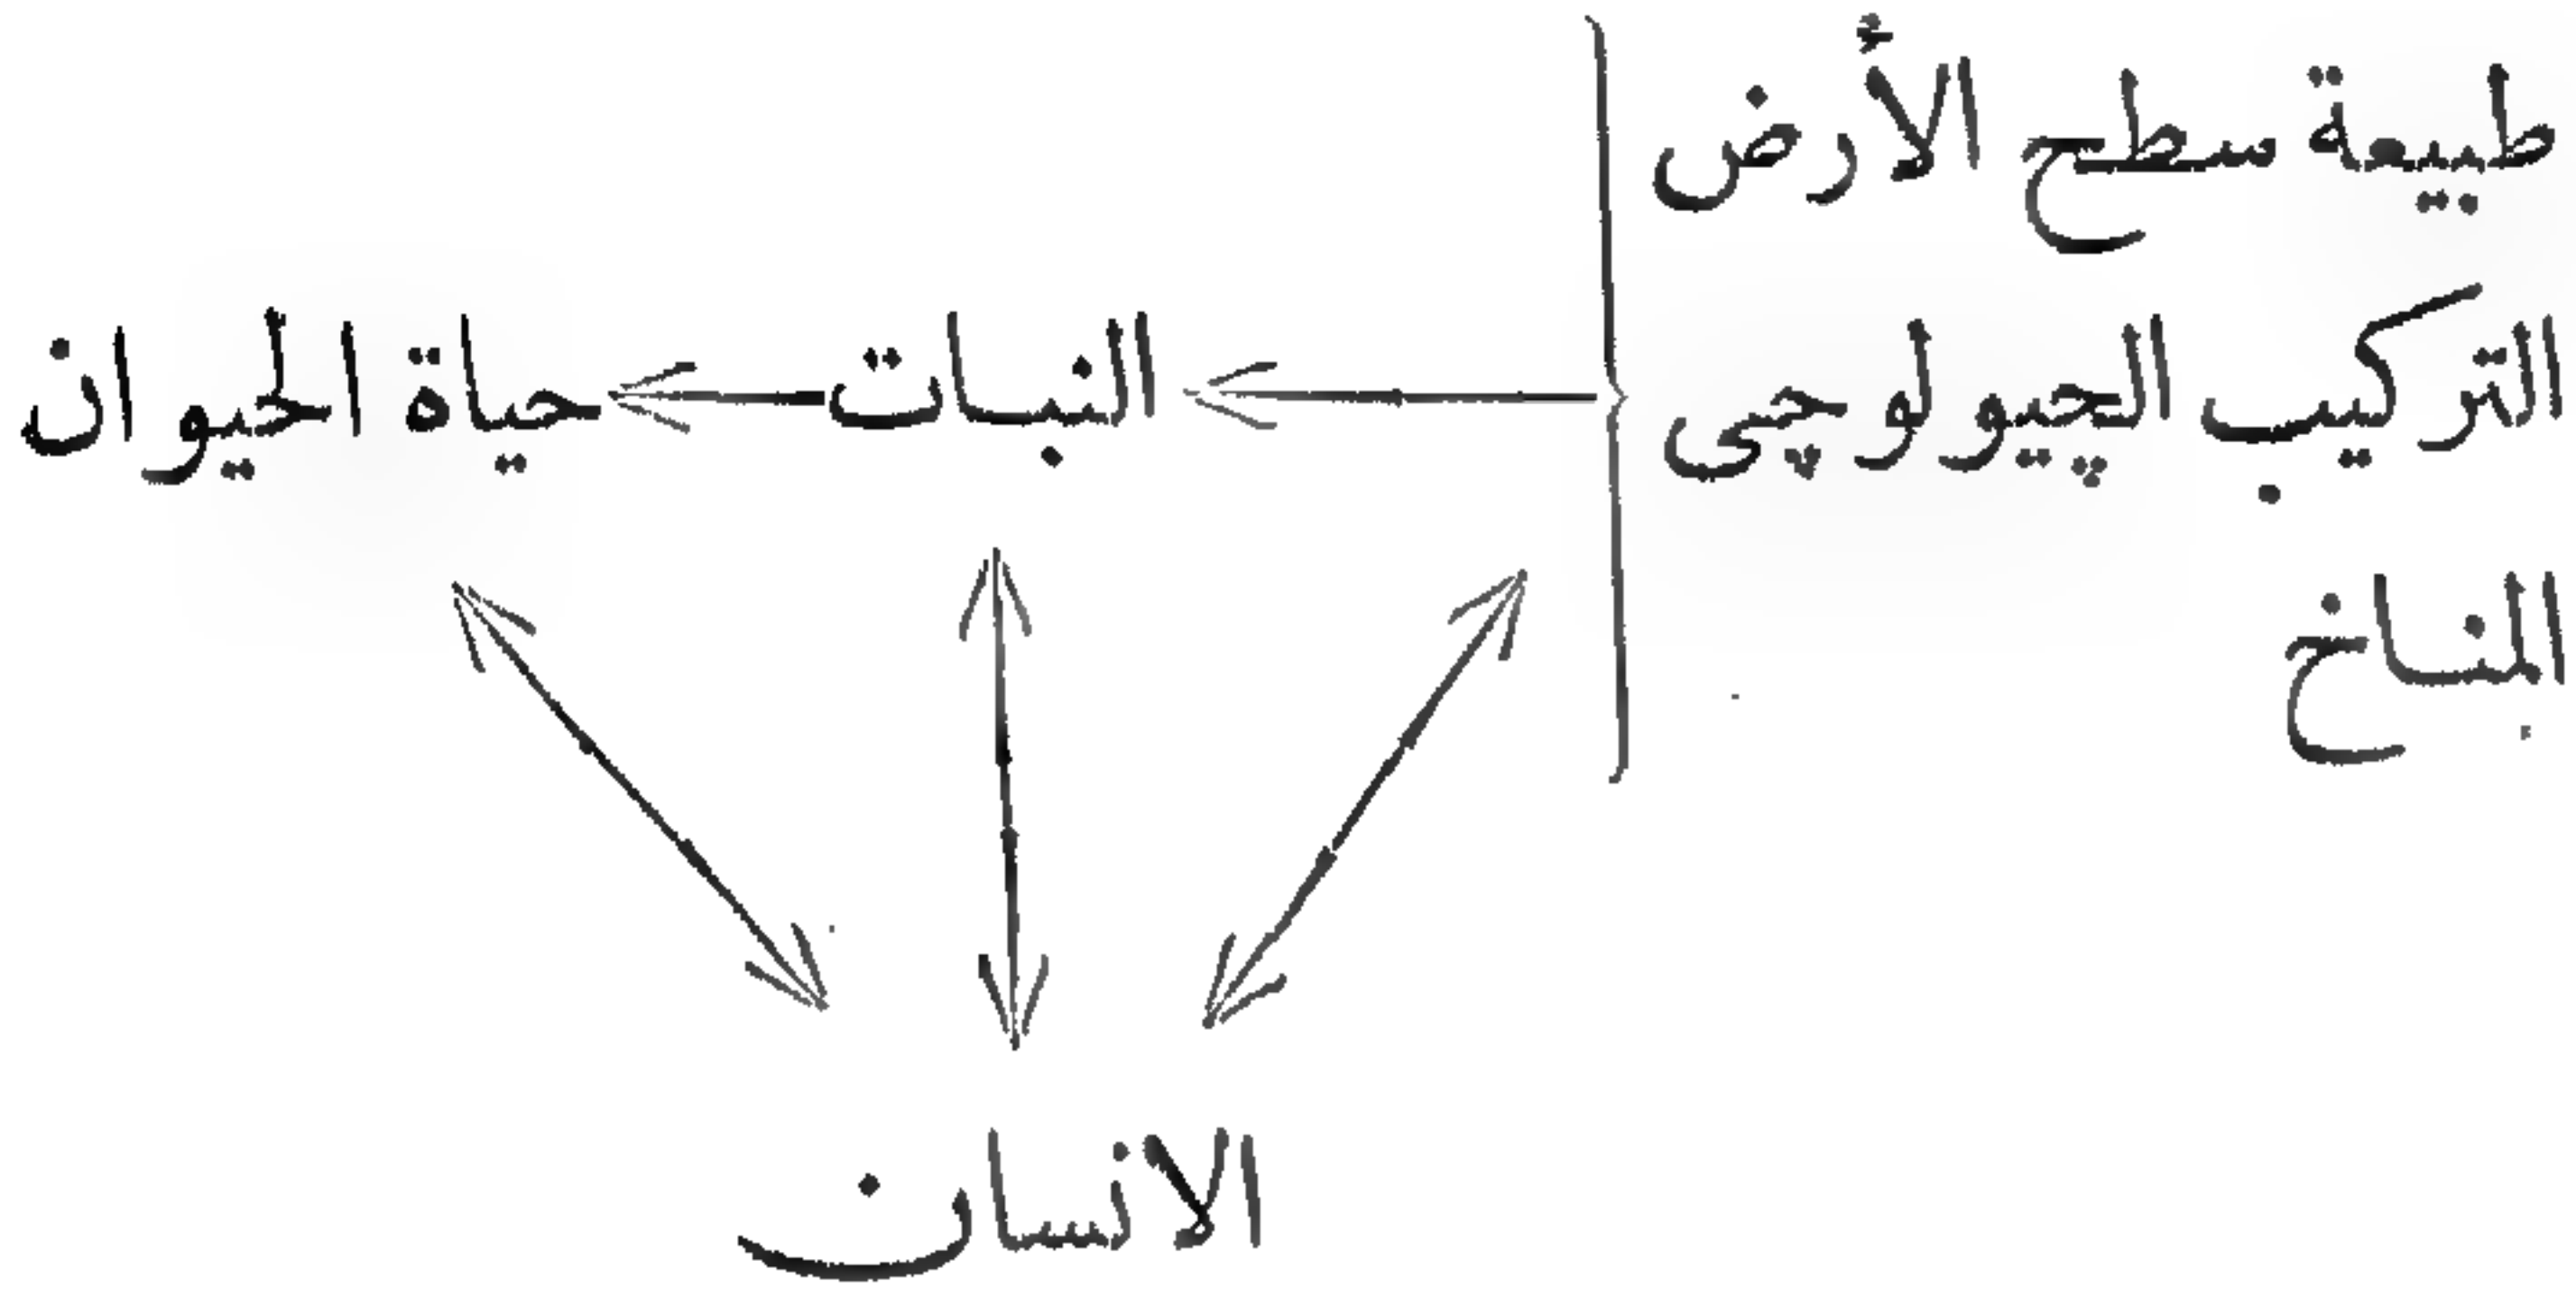 طبيعة سطح الأرض
التركيب الچيولوچى
النبات
حياة الحيوان
المناخ
الانسان